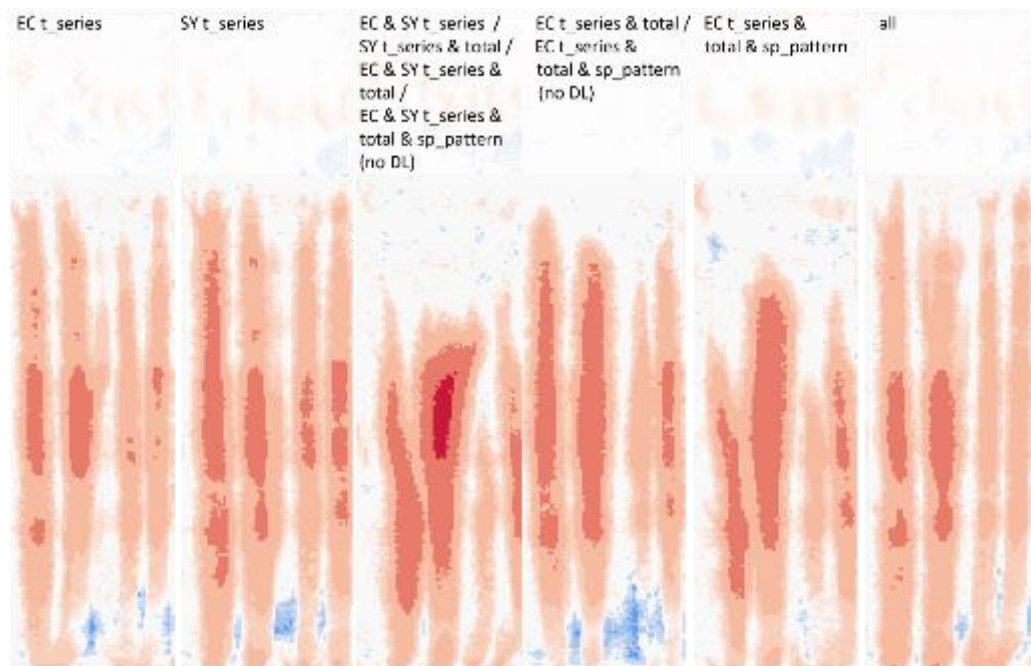 EC t_series
SY t_series
EC & SY t_series /
SY t_series & total /
EC & SY t_series &
total /
EC & SY t_series &
total & sp_pattern
(no DL)
EC t_series & total /
EC t_series &
total & sp_pattern
(no DL)
EC t_series &
total & sp_pattern
all